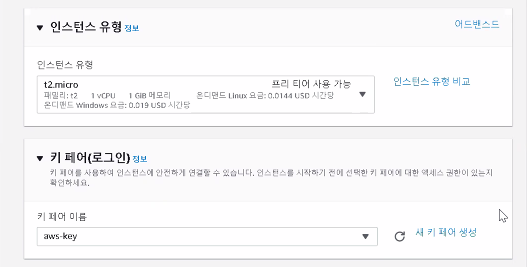 ▼ 인스턴스 유형 정보
어드밴스드
인스턴스 유형
t2.micro 프리 티어 사용 가능
패밀리: t2 1 vCPU 1 GiB 메모리 온디맨드 Linux 요금: 0.0144 USD 시간당
온디맨드 Windows 요금: 0.019 USD 시간당
인스턴스 유형 비교
▼ 키 페어(로그인) 정보
키 페어를 사용하여 인스턴스에 안전하게 연결할 수 있습니다. 인스턴스를 시작하기 전에 선택한 키 페어에 대한 액세스 권한이 있는지
확인하세요.
키 페어 이름
aws-key
새 키 페어 생성